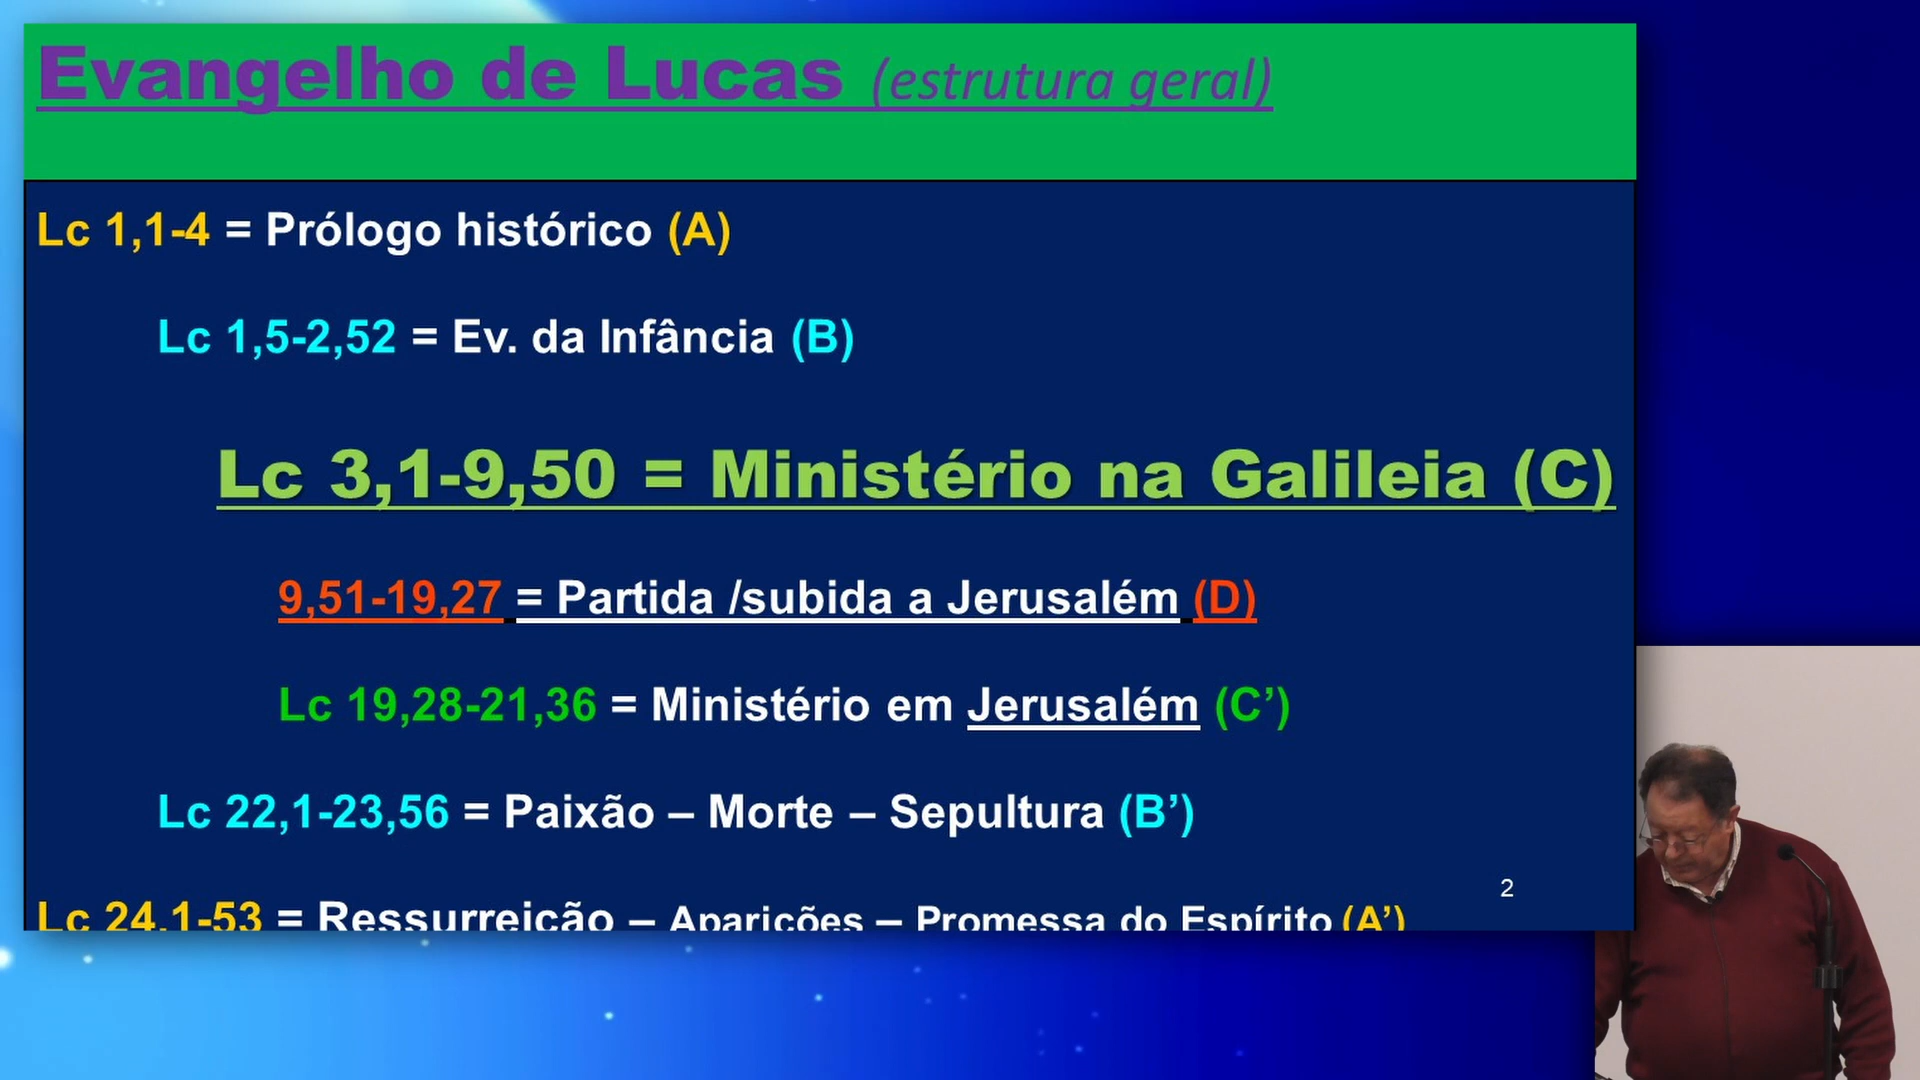 Evangelho de Lucas (estrutura geral)
Lc 1,1-4 = Prólogo histórico (A)
Lc 1,5-2,52 = Ev. da Infância (B)
Lc 3,1-9,50 = Ministério na Galileia (C)
9,51-19,27 = Partida /subida a Jerusalém (D)
Lc 19,28-21,36 = Ministério em Jerusalém (C’)
Lc 22,1-23,56 = Paixão – Morte – Sepultura (B’)
2
Lc 24,1-53 = Ressurreição – Aparições – Promessa do Espírito (A’)